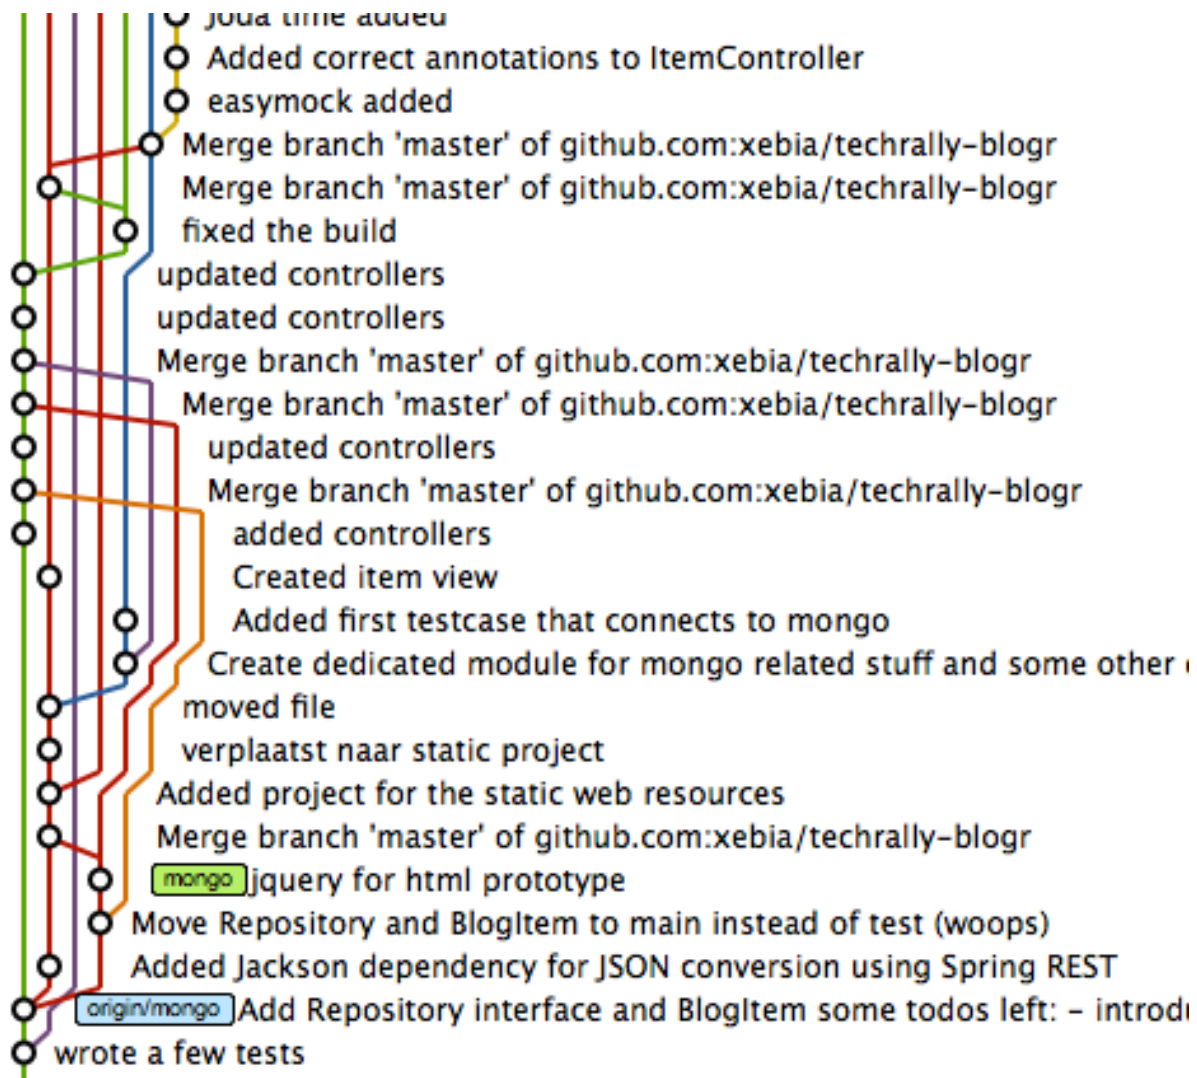 Joda time added
Added correct annotations to ItemController
easymock added
Merge branch 'master' of github.com:xebia/techrally-blogr
Merge branch 'master' of github.com:xebia/techrally-blogr
fixed the build
updated controllers
updated controllers
Merge branch 'master' of github.com:xebia/techrally-blogr
Merge branch 'master' of github.com:xebia/techrally-blogr
updated controllers
Merge branch 'master' of github.com:xebia/techrally-blogr
added controllers
Created item view
Added first testcase that connects to mongo
Create dedicated module for mongo related stuff and some other
moved file
verplaatst naar static project
Added project for the static web resources
Merge branch 'master' of github.com:xebia/techrally-blogr
mongo jquery for html prototype
Move Repository and BlogItem to main instead of test (woops)
Added Jackson dependency for JSON conversion using Spring REST
origin/mongo Add Repository interface and BlogItem some todos left: -
wrote a few tests